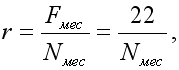 r = F_мес / N_мес = 22 / N_мес ,